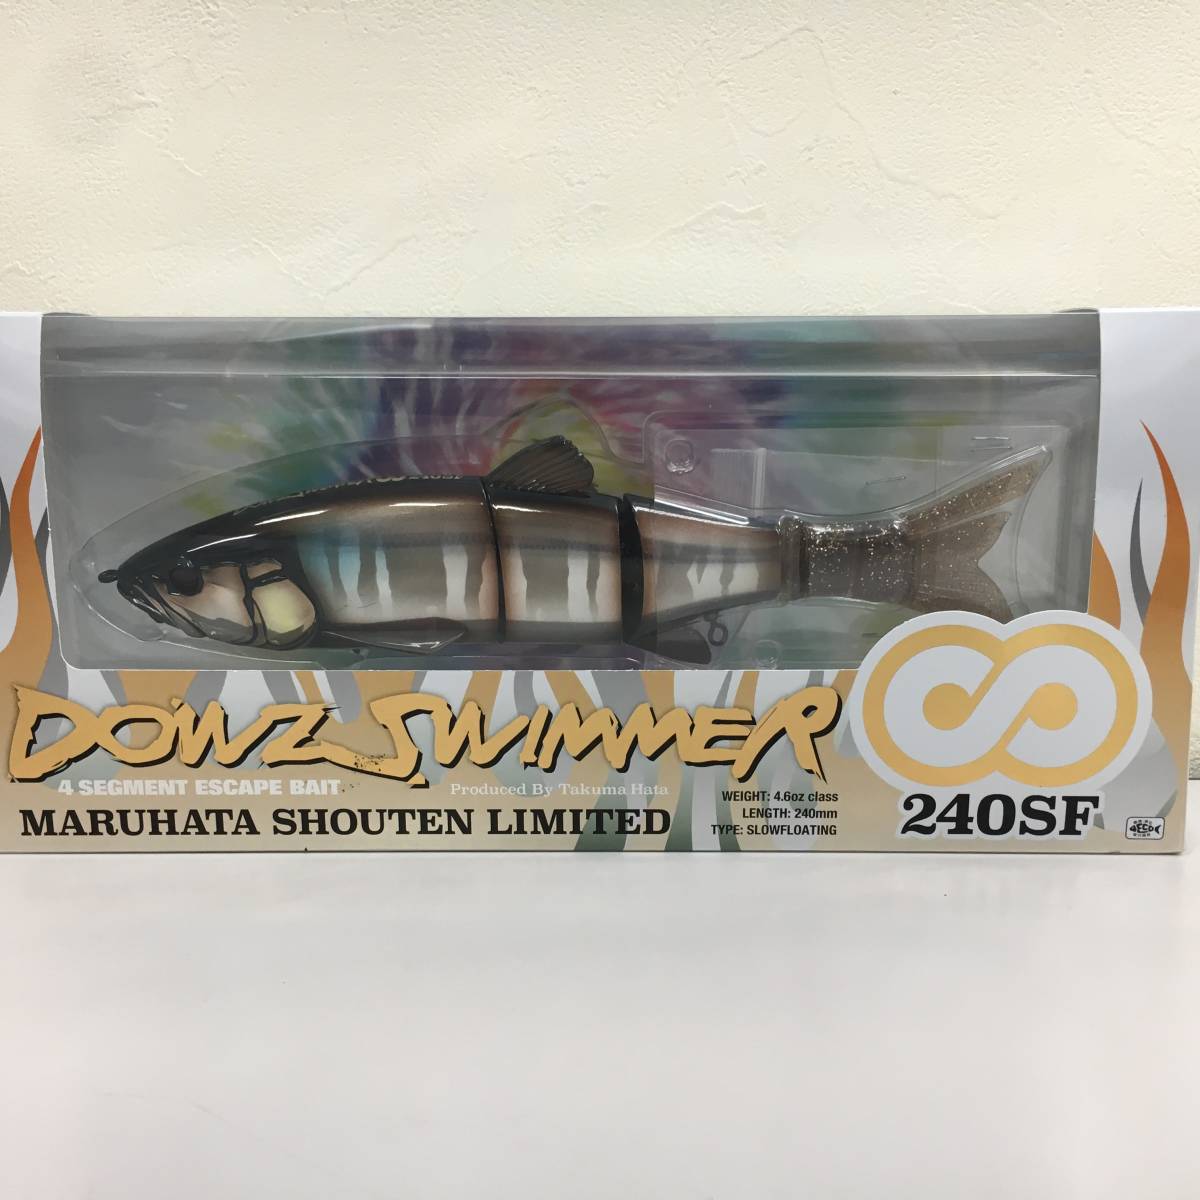 DOWZ SWIMMER
4 SEGMENT ESCAPE BAIT
Produced By Takuma Hata
MARUHATA SHOUTEN LIMITED
WEIGHT: 4.6oz class
LENGTH: 240mm
TYPE: SLOWFLOATING
240SF
ECO